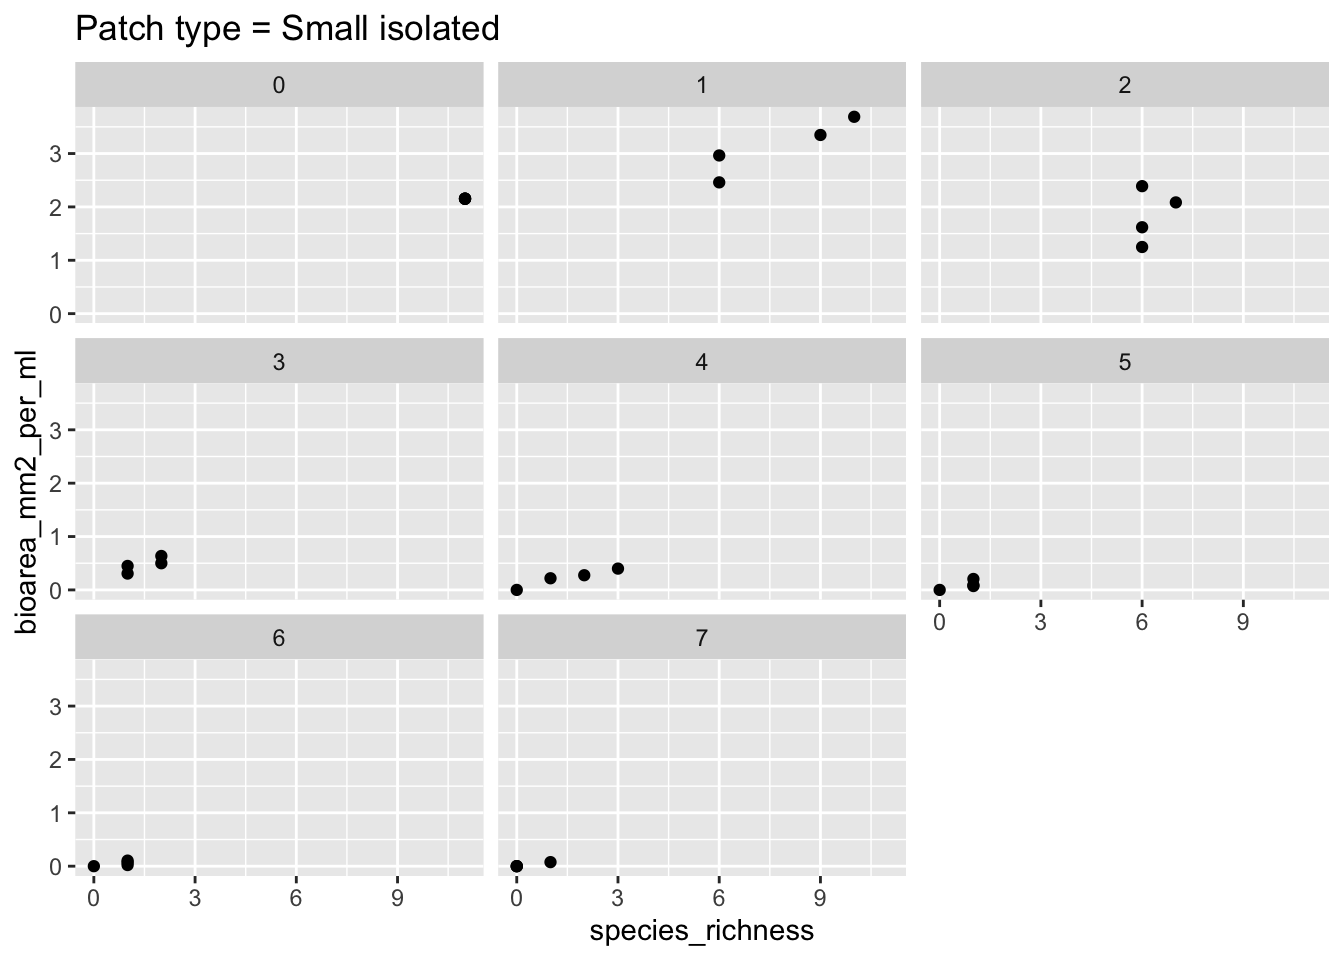 Patch type = Small isolated
0 1 2
3
2
1
0
3 4 5
3
2
1
0
0 3 6 9
6 7
3
2
1
0
0 3 6 9 0 3 6 9
species_richness
bioarea_mm2_per_ml